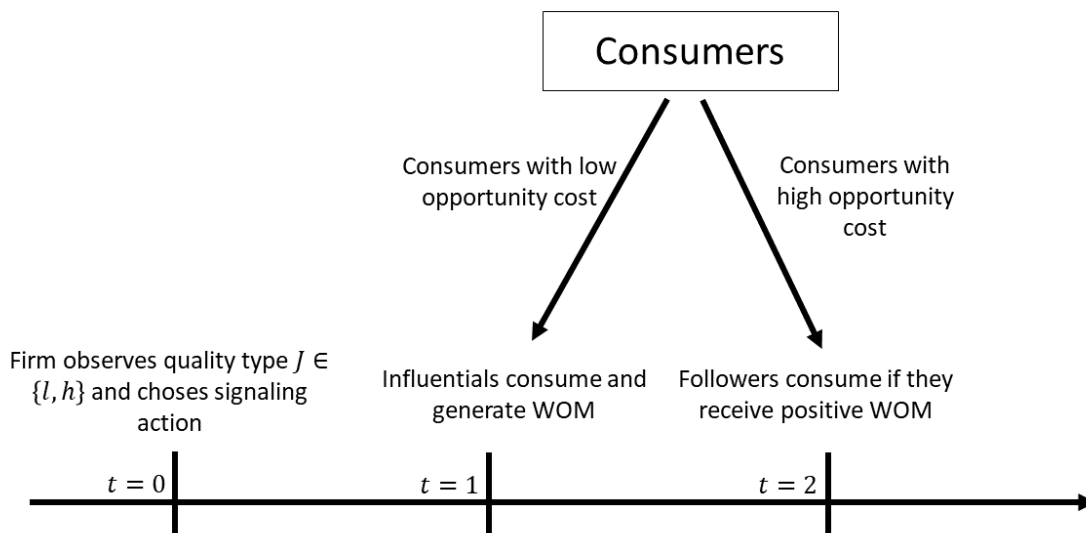 Consumers
Consumers with low
opportunity cost
Consumers with
high opportunity
cost
Firm observes quality type J ∈
{l, h} and choses signaling
action
Influentials consume and
generate WOM
Followers consume if they
receive positive WOM
t = 0
t = 1
t = 2